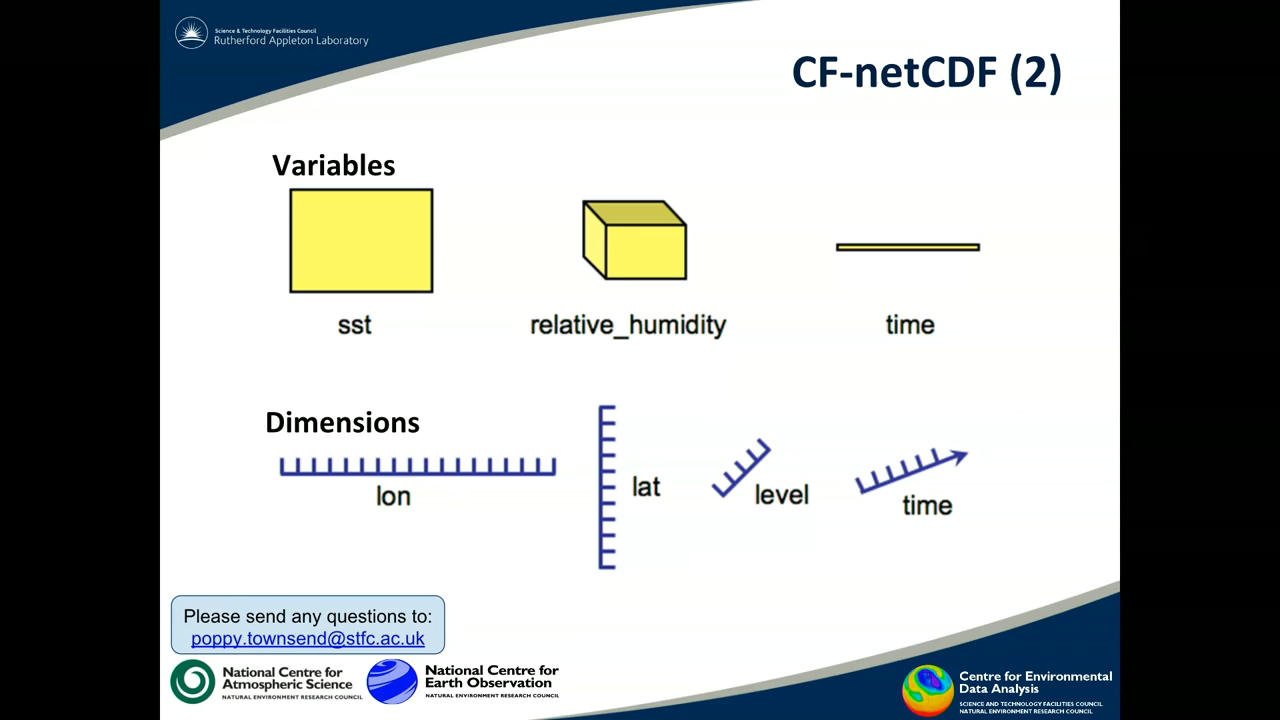 Science & Technology Facilities Council
Rutherford Appleton Laboratory
CF-netCDF (2)
Variables
sst
relative_humidity
time
Dimensions
lon
lat
level
time
Please send any questions to:
poppy.townsend@stfc.ac.uk
National Centre for
Atmospheric Science
NATURAL ENVIRONMENT RESEARCH COUNCIL
National Centre for
Earth Observation
NATURAL ENVIRONMENT RESEARCH COUNCIL
Centre for Environmental
Data Analysis
SCIENCE AND TECHNOLOGY FACILITIES COUNCIL
NATURAL ENVIRONMENT RESEARCH COUNCIL